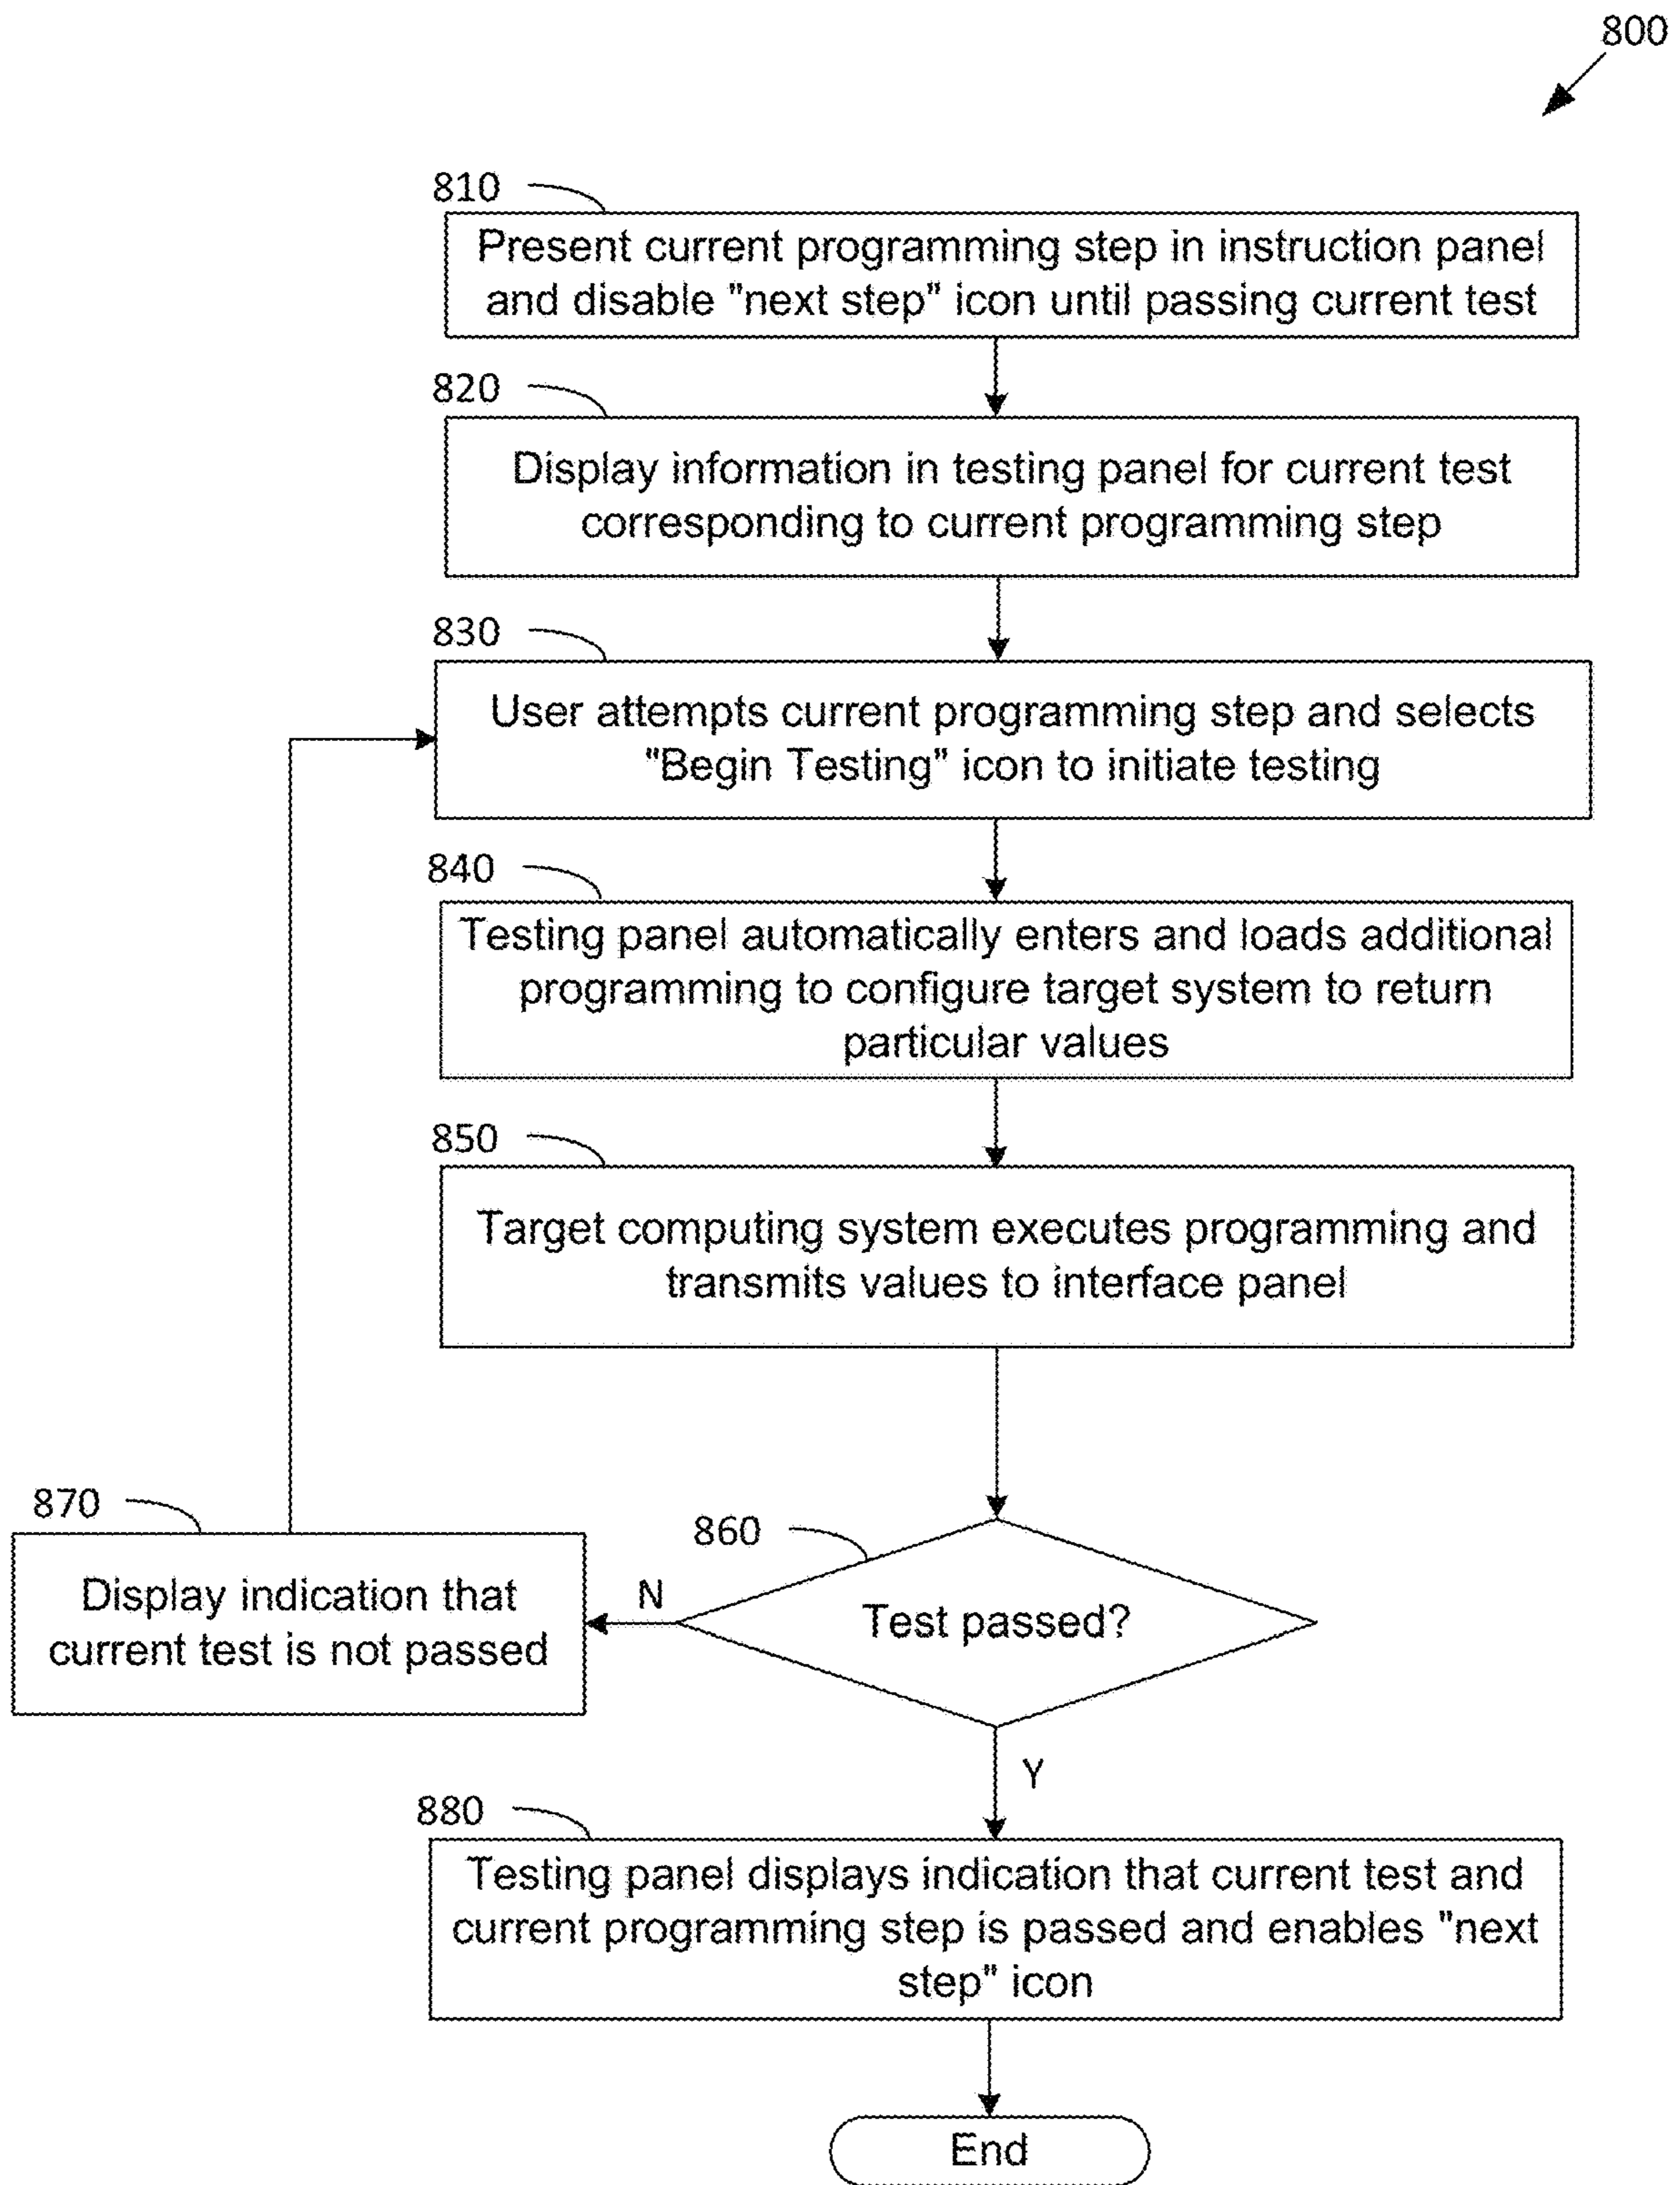 800
810
Present current programming step in instruction panel
and disable "next step" icon until passing current test
820
Display information in testing panel for current test
corresponding to current programming step
830
User attempts current programming step and selects
"Begin Testing" icon to initiate testing
840
Testing panel automatically enters and loads additional
programming to configure target system to return
particular values
850
Target computing system executes programming and
transmits values to interface panel
860
Test passed?
N
870
Display indication that
current test is not passed
Y
880
Testing panel displays indication that current test and
current programming step is passed and enables "next
step" icon
End